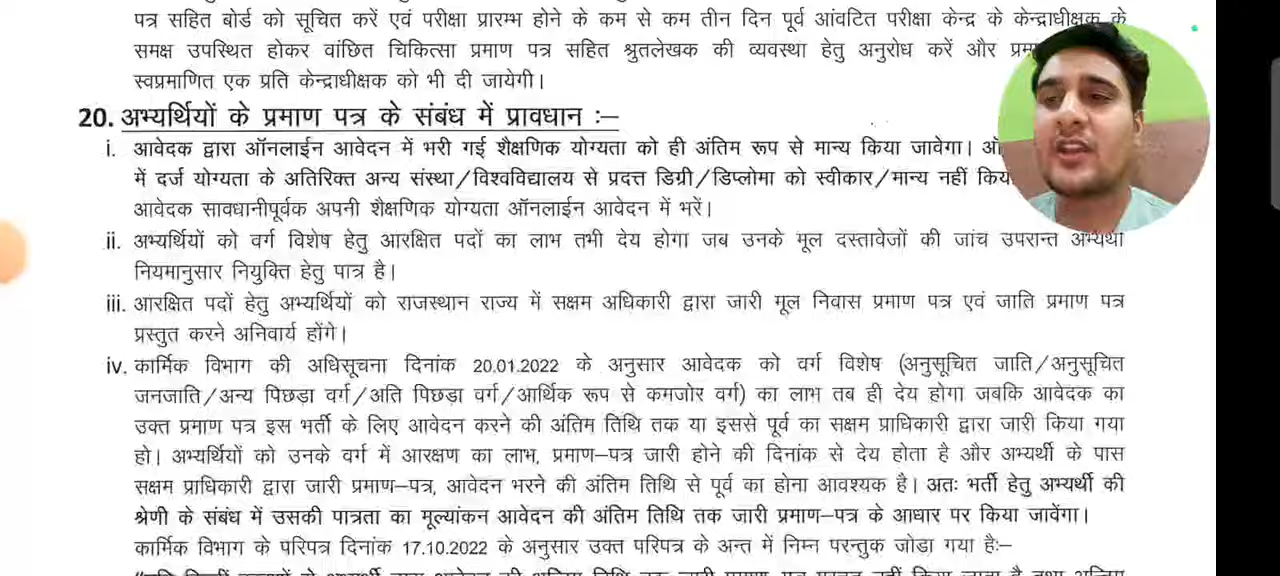 पत्र सहित बोर्ड को सूचित करें एवं परीक्षा प्रारम्भ होने के कम से कम तीन दिन पूर्व आंवटित परीक्षा केन्द्र के केन्द्राधीक्षक के
समक्ष उपस्थित होकर वांछित चिकित्सा प्रमाण पत्र सहित श्रुतलेखक की व्यवस्था हेतु अनुरोध करें और
स्वप्रमाणित एक प्रति केन्द्राधीक्षक को भी दी जायेगी।
20. अभ्यर्थियों के प्रमाण पत्र के संबंध में प्रावधान :–
i. आवेदक द्वारा ऑनलाईन आवेदन में भरी गई शैक्षणिक योग्यता को ही अंतिम रूप से मान्य किया जावेगा।
में दर्ज योग्यता के अतिरिक्त अन्य संस्था/विश्वविद्यालय से प्रदत्त डिग्री/डिप्लोमा को स्वीकार/मान्य नहीं
आवेदक सावधानीपूर्वक अपनी शैक्षणिक योग्यता ऑनलाईन आवेदन में भरें।
ii. अभ्यर्थियों को वर्ग विशेष हेतु आरक्षित पदों का लाभ तभी देय होगा जब उनके मूल दस्तावेजों की जांच उपरान्त अभ्यर्थी
नियमानुसार नियुक्ति हेतु पात्र है।
iii. आरक्षित पदों हेतु अभ्यर्थियों को राजस्थान राज्य में सक्षम अधिकारी द्वारा जारी मूल निवास प्रमाण पत्र एवं जाति प्रमाण पत्र
प्रस्तुत करने अनिवार्य होंगे।
iv. कार्मिक विभाग की अधिसूचना दिनांक 20.01.2022 के अनुसार आवेदक को वर्ग विशेष (अनुसूचित जाति/अनुसूचित
जनजाति/अन्य पिछड़ा वर्ग/अति पिछड़ा वर्ग/आर्थिक रूप से कमजोर वर्ग) का लाभ तब ही देय होगा जबकि आवेदक का
उक्त प्रमाण पत्र इस भर्ती के लिए आवेदन करने की अंतिम तिथि तक या इससे पूर्व का सक्षम प्राधिकारी द्वारा जारी किया गया
हो। अभ्यर्थियों को उनके वर्ग में आरक्षण का लाभ, प्रमाण–पत्र जारी होने की दिनांक से देय होता है और अभ्यर्थी के पास
सक्षम प्राधिकारी द्वारा जारी प्रमाण–पत्र, आवेदन भरने की अंतिम तिथि से पूर्व का होना आवश्यक है। अतः भर्ती हेतु अभ्यर्थी की
श्रेणी के संबंध में उसकी पात्रता का मूल्यांकन आवेदन की अंतिम तिथि तक जारी प्रमाण–पत्र के आधार पर किया जावेंगा।
कार्मिक विभाग के परिपत्र दिनांक 17.10.2022 के अनुसार उक्त परिपत्र के अन्त में निम्न परन्तुक जोडा गया हैः–